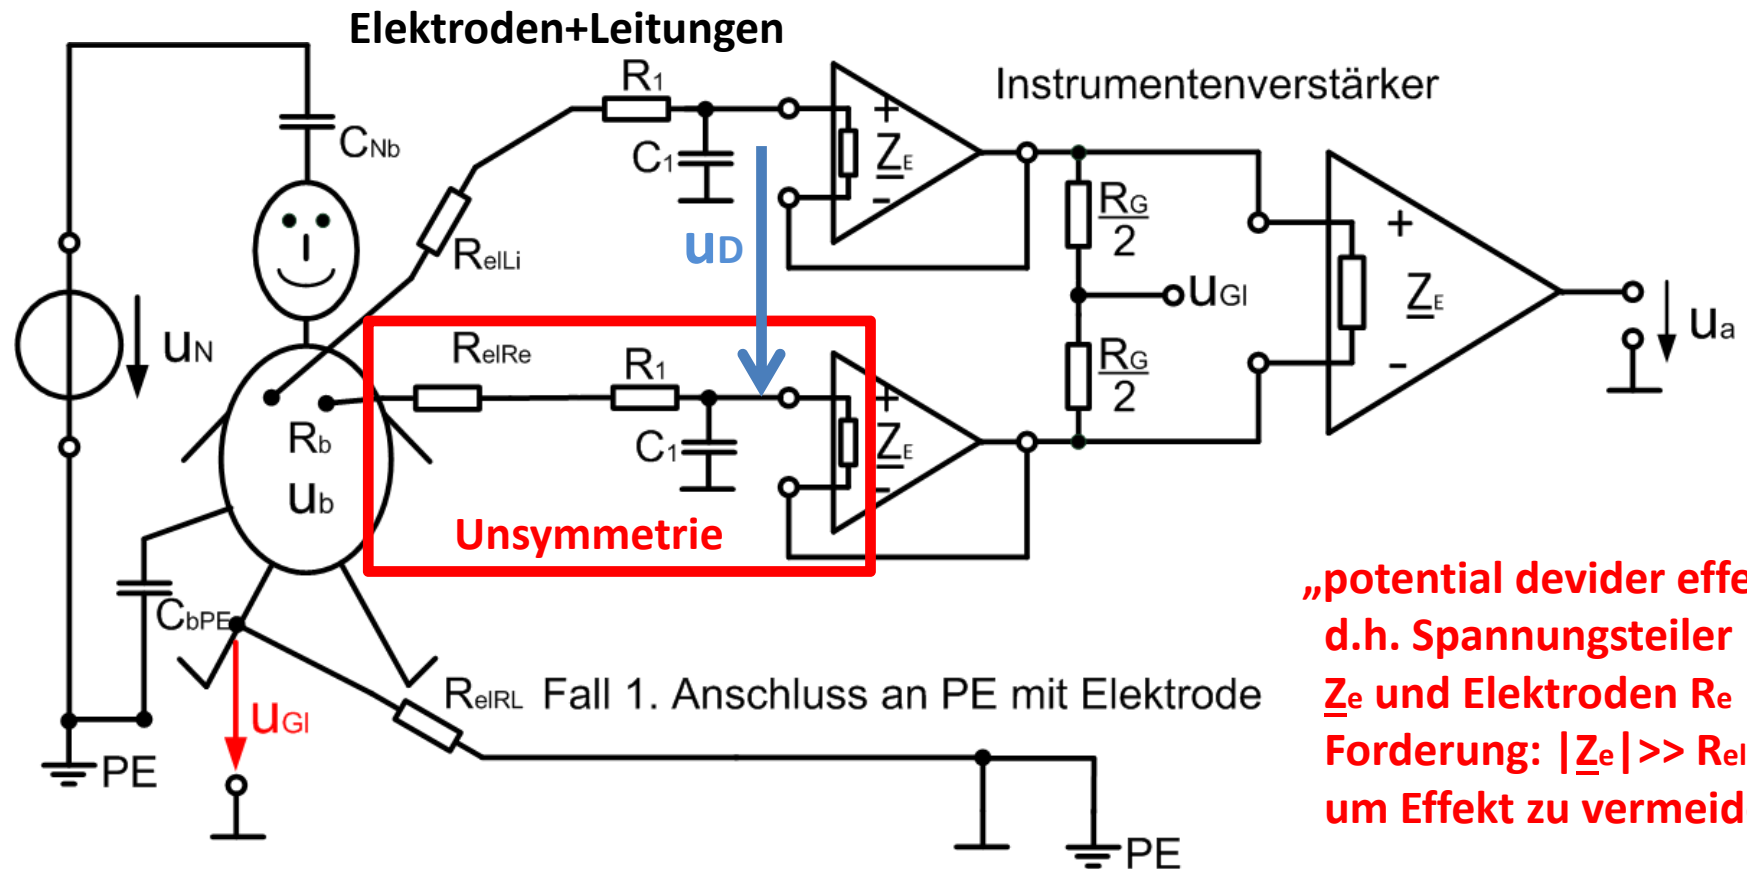 Elektroden+Leitungen
R1
Instrumentenverstärker
CNb
C1
+
ZE
-
RG
2
+
uD
RelLi
uGl
ZE
ua
uN
RelRe
R1
RG
2
-
+
Rb
C1
ZE
ub
-
Unsymmetrie
„potential devider effe
CbPE
d.h. Spannungsteiler
RelRL Fall 1. Anschluss an PE mit Elektrode
Ze und Elektroden Re
uGl
Forderung: |Ze|>> Rel
PE
um Effekt zu vermeid
PE